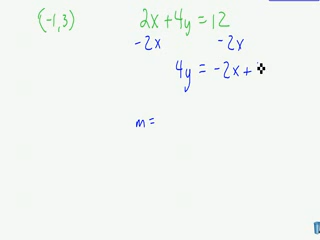 (-1,3) 2x+4y=12
-2x -2x
4y = -2x +
m=